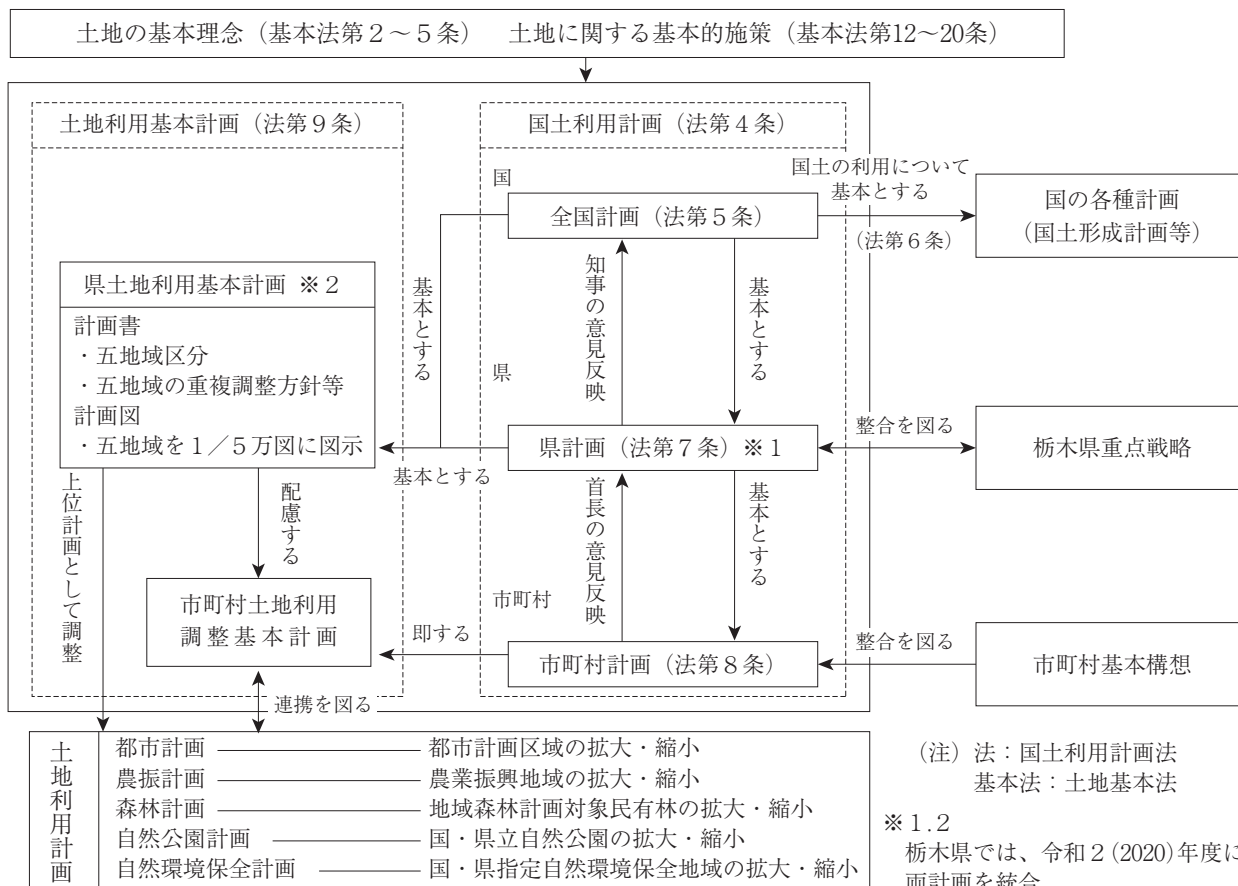 土地の基本理念（基本法第２～５条）　土地に関する基本的施策（基本法第12～20条）
土地利用基本計画（法第９条）
国土利用計画（法第４条）
国
全国計画（法第５条）
国土の利用について
基本とする
（法第６条）
国の各種計画
（国土形成計画等）
県土地利用基本計画 ※２
計画書
・五地域区分
・五地域の重複調整方針等
計画図
・五地域を１／５万図に図示
基本とする
知事の意見反映
基本とする
県
県計画（法第７条）※１
基本とする
整合を図る
栃木県重点戦略
上位計画として調整
配慮する
首長の意見反映
基本とする
市町村土地利用
調整基本計画
市町村
即する
市町村計画（法第８条）
整合を図る
市町村基本構想
連携を図る
土地利用計画
都市計画 都市計画区域の拡大・縮小
農振計画 農業振興地域の拡大・縮小
森林計画 地域森林計画対象民有林の拡大・縮小
自然公園計画 国・県立自然公園の拡大・縮小
自然環境保全計画 国・県指定自然環境保全地域の拡大・縮小
（注）法：国土利用計画法
基本法：土地基本法
※１.２
栃木県では、令和２(2020)年度に
両計画を統合